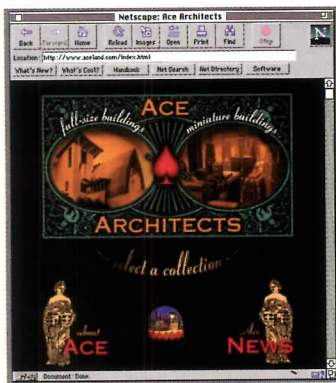 Netscape: Ace Architects
Back Forward Home Reload Images Open Print Find Stop N
Location: http://www.aceland.com/index.html
What's New? What's Cool? Handbook Net Search Net Directory Software
ACE
full-size buildings miniature buildings
ARCHITECTS
select a collection
about Ace
ACE NEWS
Document: Done.